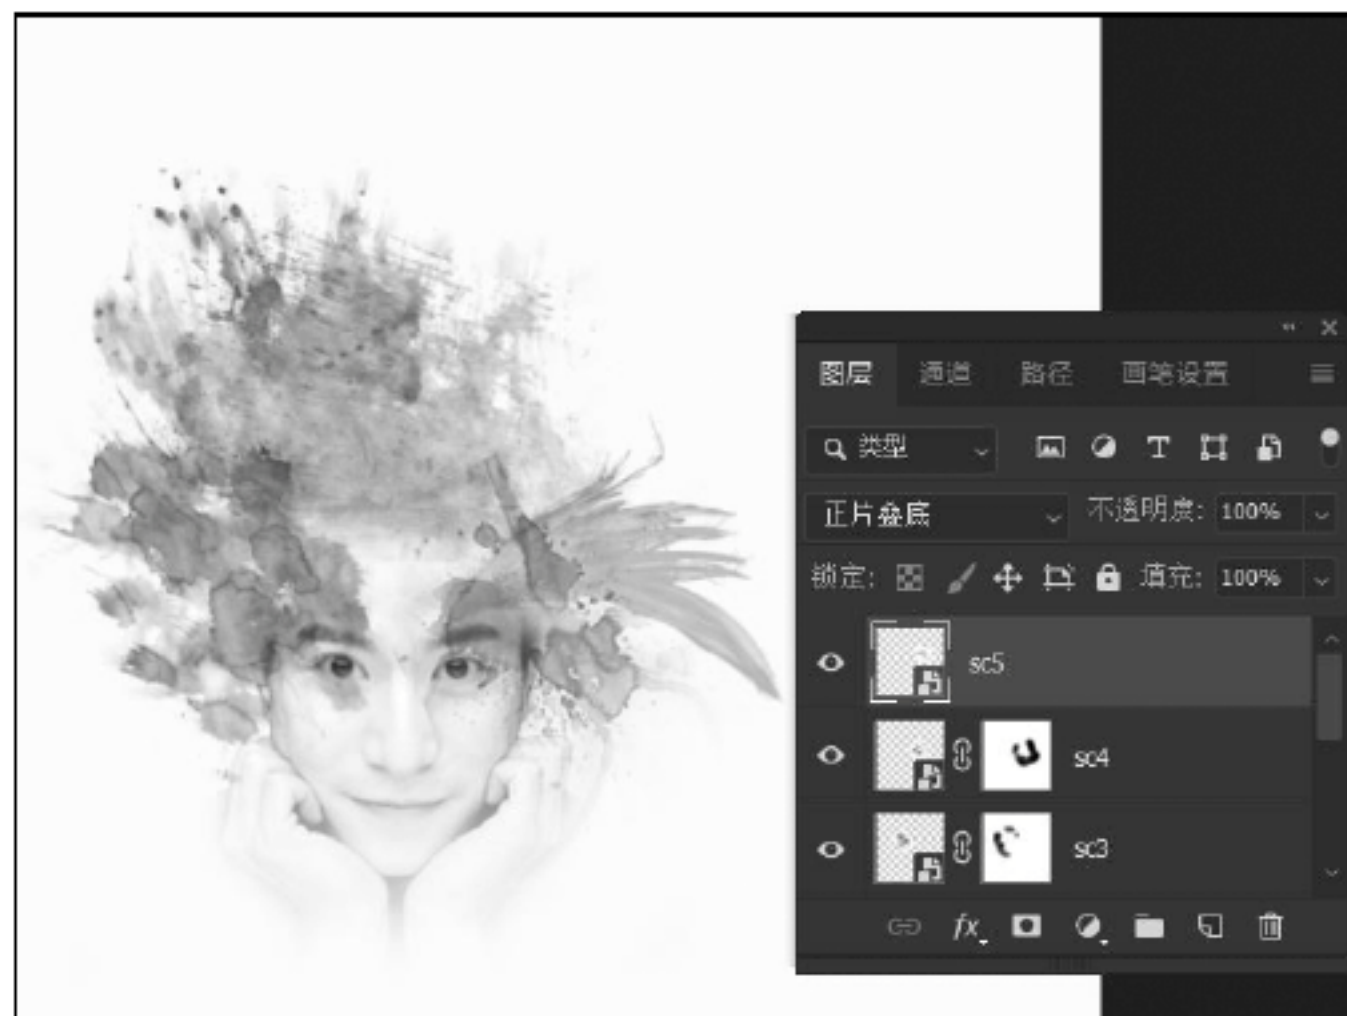 图层 通道 路径 画笔设置
类型
正片叠底 不透明度: 100%
锁定: 填充: 100%
sc5
sc4
sc3
fx